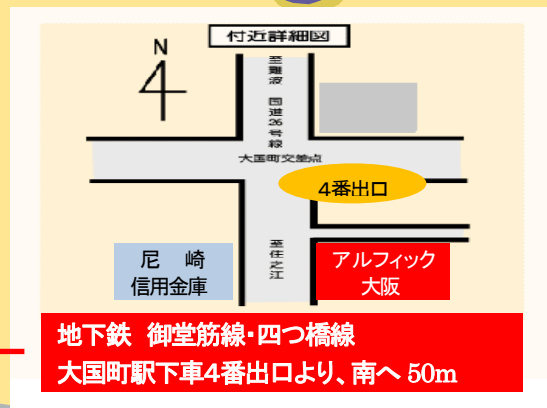 付近詳細図
N
至難波
国道26号線
大国町交差点
4番出口
至住之江
尼 崎
信用金庫
アルフィック
大阪
地下鉄 御堂筋線・四つ橋線
大国町駅下車4番出口より、南へ 50m